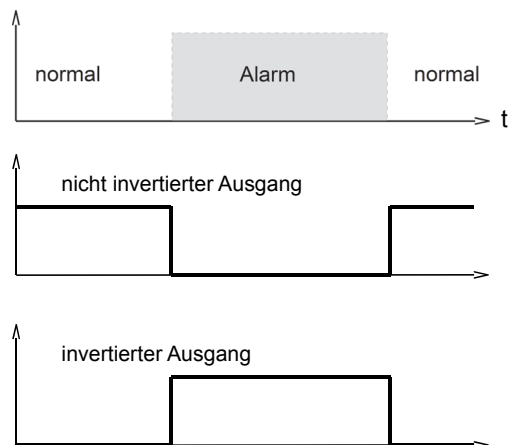 normal Alarm normal
t
nicht invertierter Ausgang
invertierter Ausgang